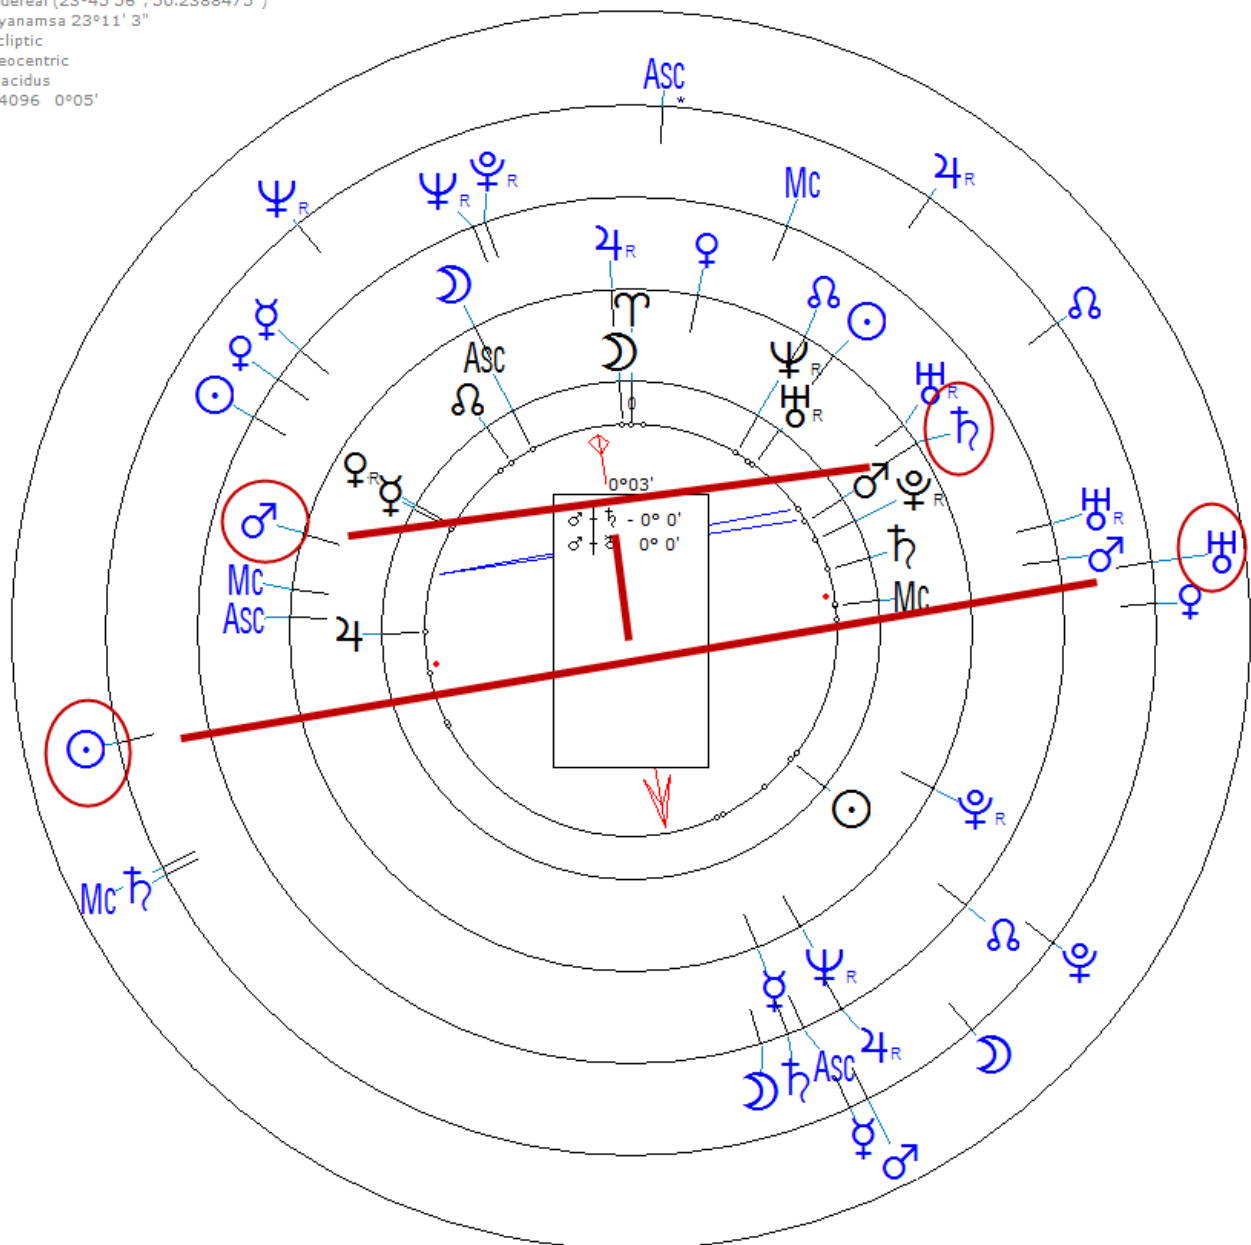 yanamsa 23°11' 3"
cliptic
eocentric
acidus
4096 0°05'
Asc
*
♃R
Mc
♆R
♆R ♇R
♃R ♀
☊
☊ ☉
☽
♈
☿
♀
☉
Asc
☽
♆R
♅R
♅R
♄
☊
0
♀R
☿
♂
0°03'
♂ ♄ - 0° 0'
♂ 0° 0'
♂ ♇R
♅R
♂ ♅
♄
Mc
Mc
Asc
♃
♀
☉
☉
♇R
Mc ♄
☊
♇
☿
♆R
♃R
☽
☽ ♄ Asc
☿
♂